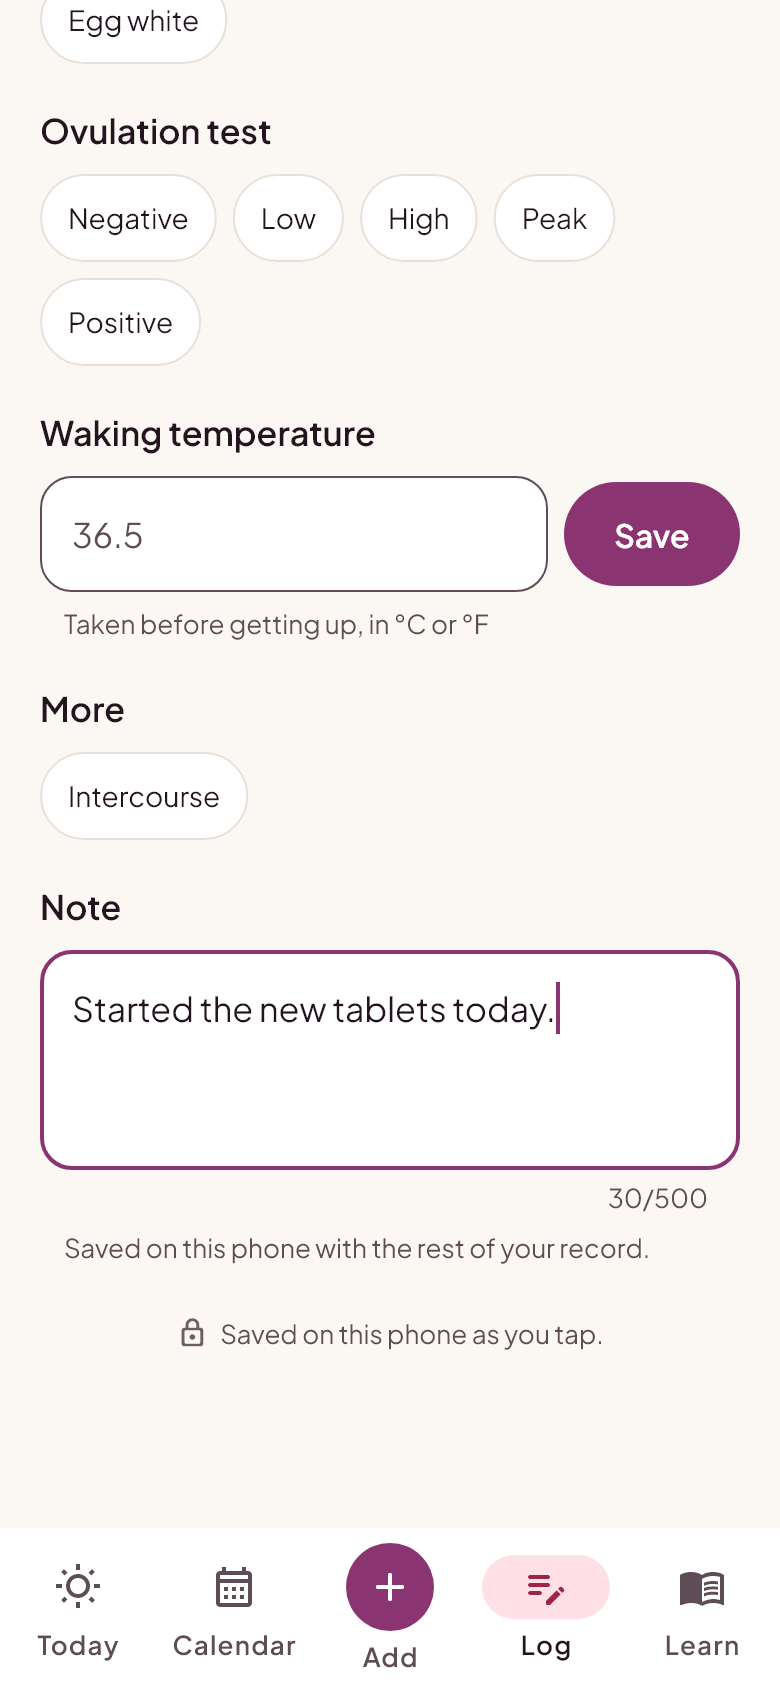 Egg white
Ovulation test
Negative
Low
High
Peak
Positive
Waking temperature
36.5
Save
Taken before getting up, in °C or °F
More
Intercourse
Note
Started the new tablets today.
30/500
Saved on this phone with the rest of your record.
Saved on this phone as you tap.
Today
Calendar
Add
Log
Learn